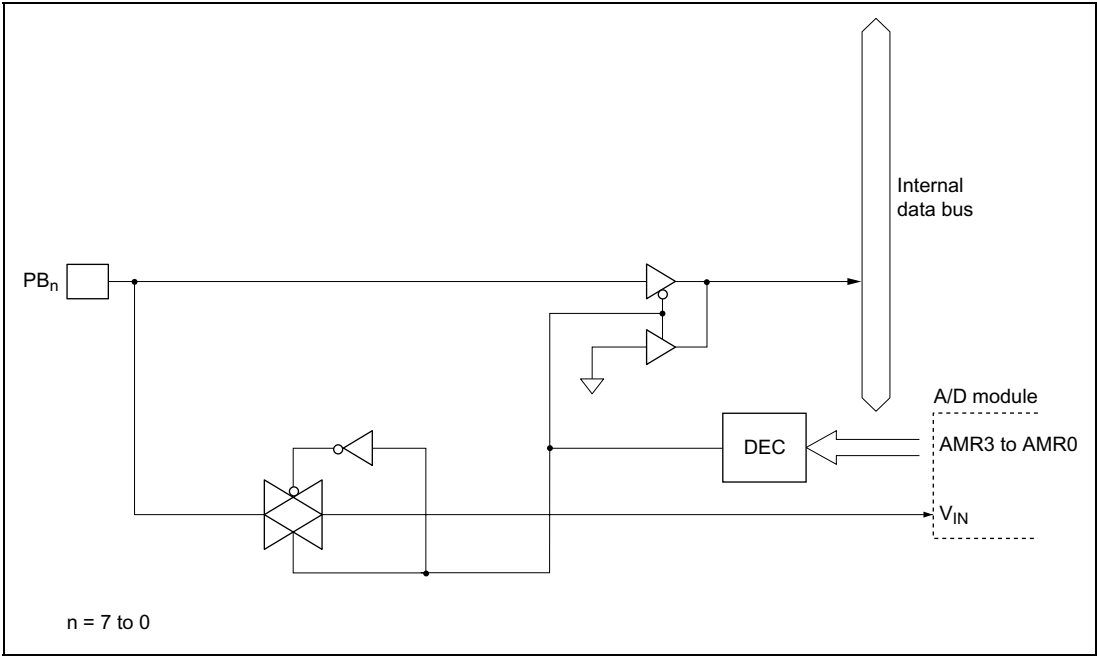 Internal
data bus
PBn
A/D module
DEC
AMR3 to AMR0
VIN
n = 7 to 0